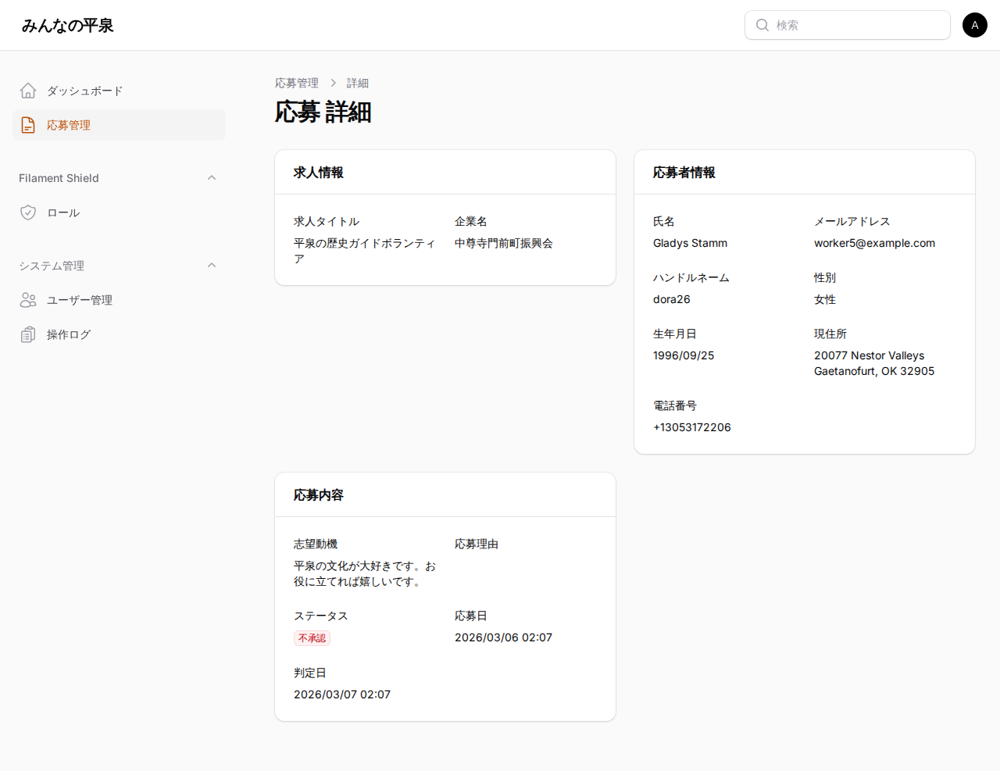 みんなの平泉
検索
A
ダッシュボード
応募管理
Filament Shield
ロール
システム管理
ユーザー管理
操作ログ
応募管理 詳細
応募 詳細
求人情報
求人タイトル
平泉の歴史ガイドボランティ
ア
企業名
中尊寺門前町振興会
応募者情報
氏名
Gladys Stamm
メールアドレス
worker5@example.com
ハンドルネーム
dora26
性別
女性
生年月日
1996/09/25
現住所
20077 Nestor Valleys
Gaetanofurt, OK 32905
電話番号
+13053172206
応募内容
志望動機
平泉の文化が大好きです。お
役に立てれば嬉しいです。
応募理由
ステータス
不承認
応募日
2026/03/06 02:07
判定日
2026/03/07 02:07